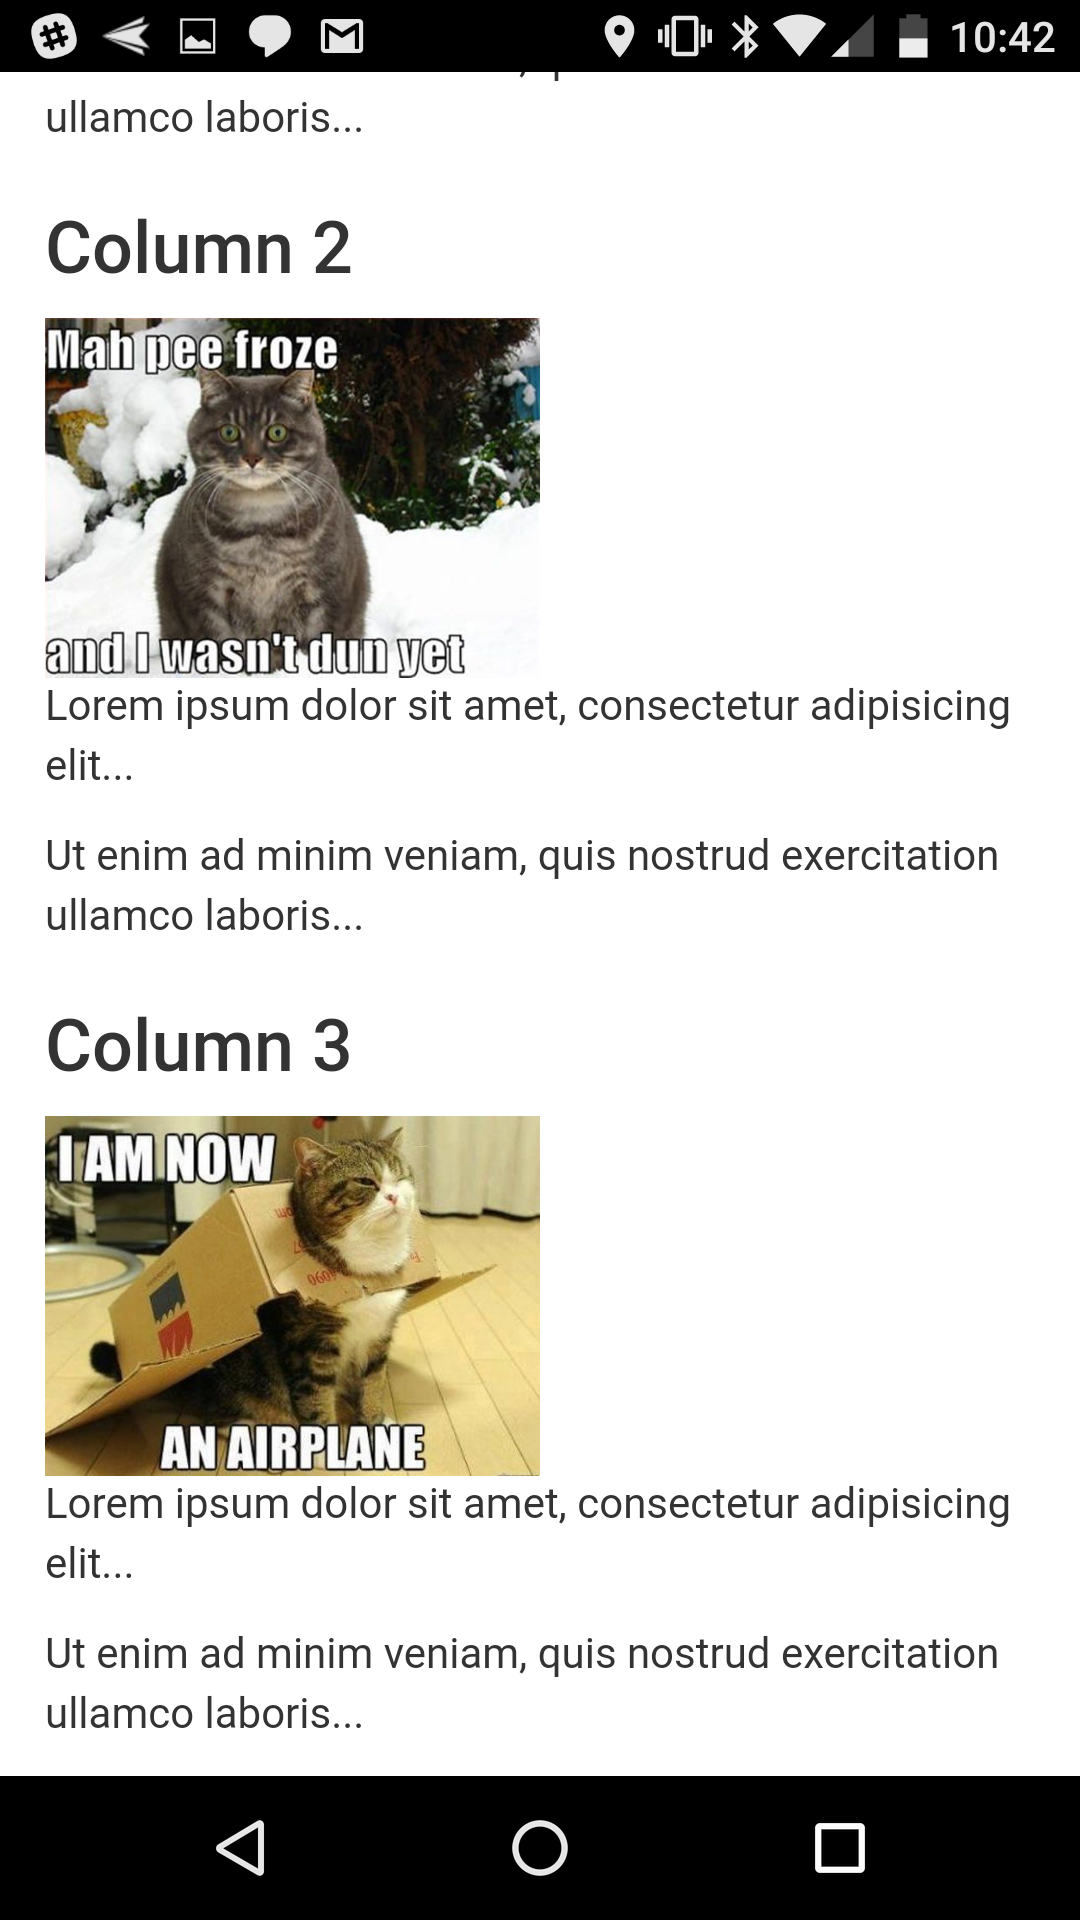 10:42
ullamco laboris...
Column 2
Mah pee froze
and I wasn't dun yet
Lorem ipsum dolor sit amet, consectetur adipisicing
elit...
Ut enim ad minim veniam, quis nostrud exercitation
ullamco laboris...
Column 3
I AM NOW
AN AIRPLANE
Lorem ipsum dolor sit amet, consectetur adipisicing
elit...
Ut enim ad minim veniam, quis nostrud exercitation
ullamco laboris...